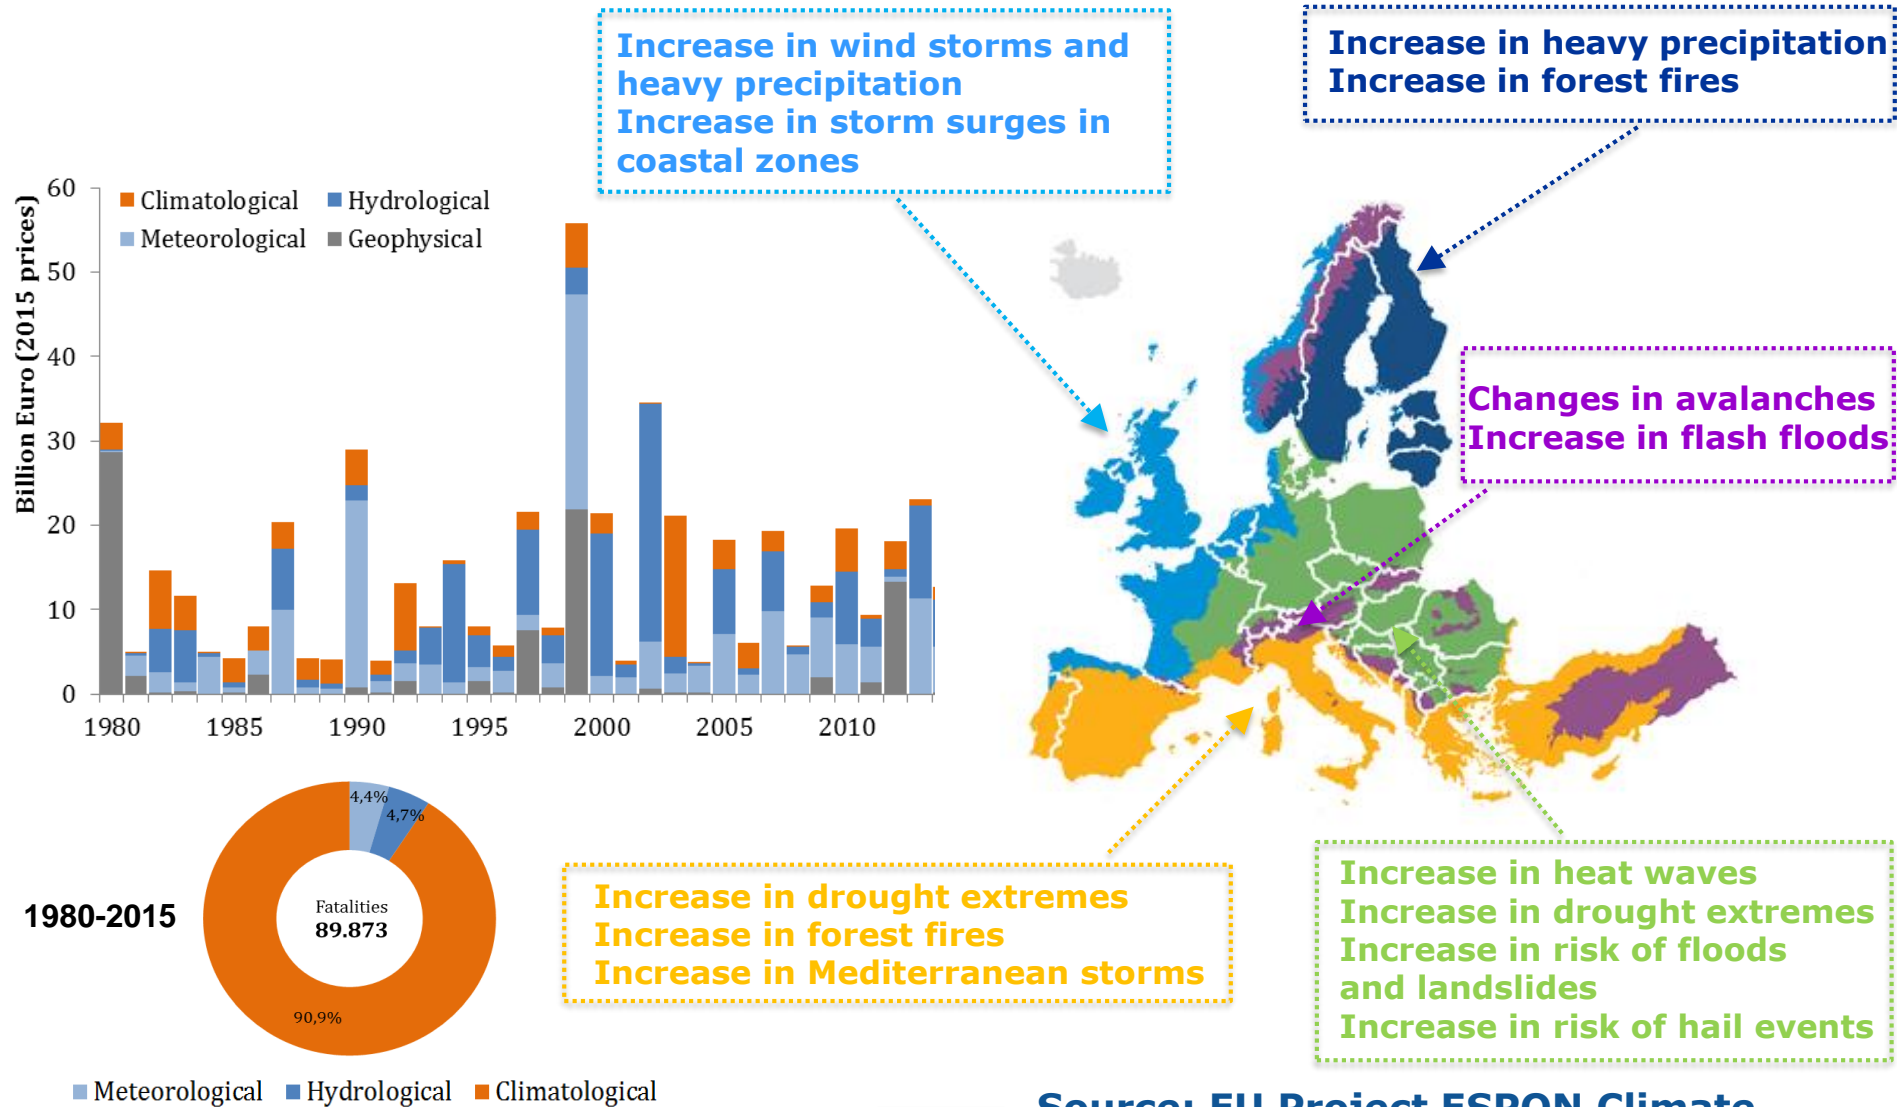 Increase in wind storms and
heavy precipitation
Increase in storm surges in
coastal zones
Increase in heavy precipitation
Increase in forest fires
Billion Euro (2015 prices)
60
50
40
30
20
10
0
Climatological
Hydrological
Meteorological
Geophysical
1980
1985
1990
1995
2000
2005
2010
Changes in avalanches
Increase in flash floods
1980-2015
4,4%
4,7%
Fatalities
89.873
90,9%
Meteorological
Hydrological
Climatological
Increase in drought extremes
Increase in forest fires
Increase in Mediterranean storms
Increase in heat waves
Increase in drought extremes
Increase in risk of floods
and landslides
Increase in risk of hail events
Source: EU Project ESPON Climate